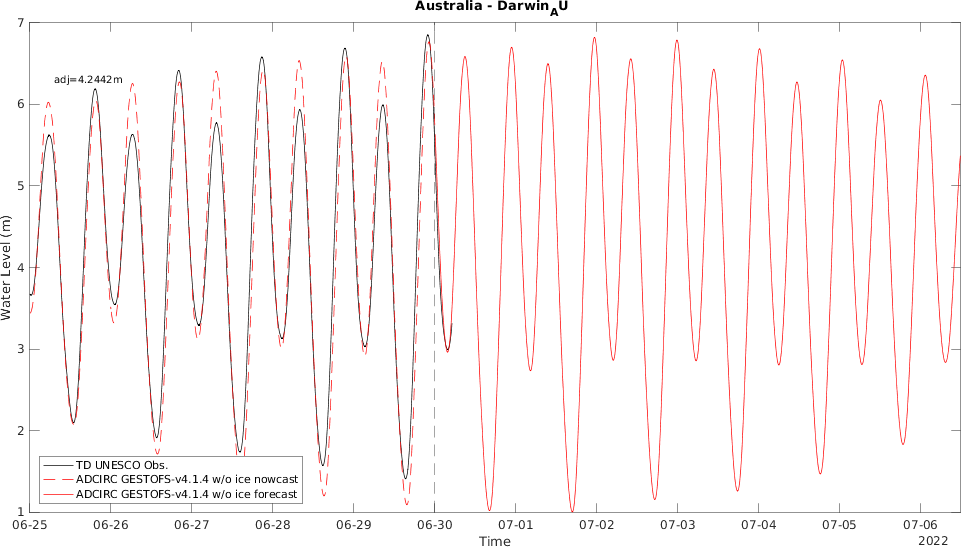 Australia - DarwinAU
7
adj=4.2442m
6
5
4
Water Level (m)
3
2
TD UNESCO Obs.
ADCIRC GESTOFS-v4.1.4 w/o ice nowcast
ADCIRC GESTOFS-v4.1.4 w/o ice forecast
1
06-25 06-26 06-27 06-28 06-29 06-30 07-01 07-02 07-03 07-04 07-05 07-06
Time 2022